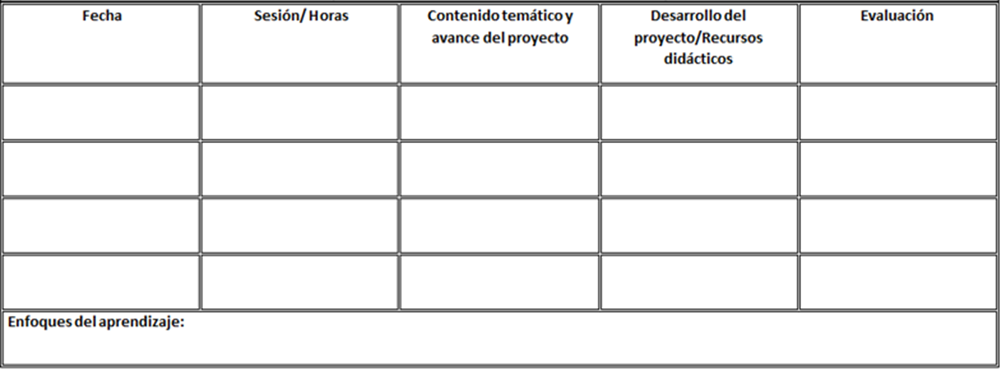 Fecha
Sesión/ Horas
Contenido temático y
avance del proyecto
Desarrollo del
proyecto/Recursos
didácticos
Evaluación
Enfoques del aprendizaje: